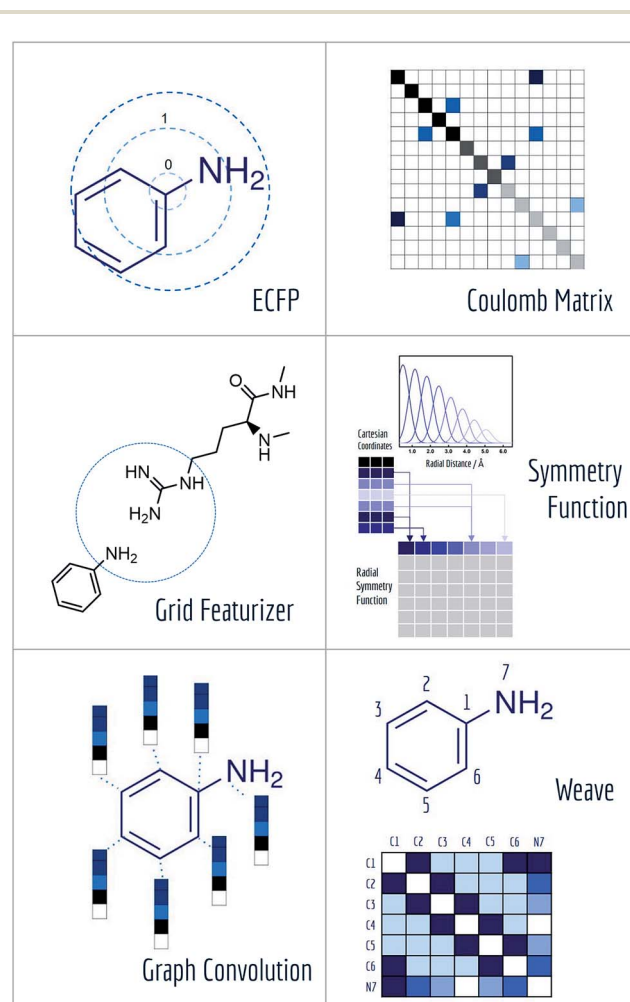 1
0
NH2
ECFP
Coulomb Matrix
O
NH
HN
NH
HN
H2N
NH2
Grid Featurizer
Cartesian
Coordinates
1.0 2.0 3.0 4.0 5.0 6.0
Radial Distance / Å
Symmetry
Function
Radial
Symmetry
Function
NH2
Graph Convolution
7
2
1
NH2
3
4
6
5
Weave
C1 C2 C3 C4 C5 C6 N7
C1
C2
C3
C4
C5
C6
N7